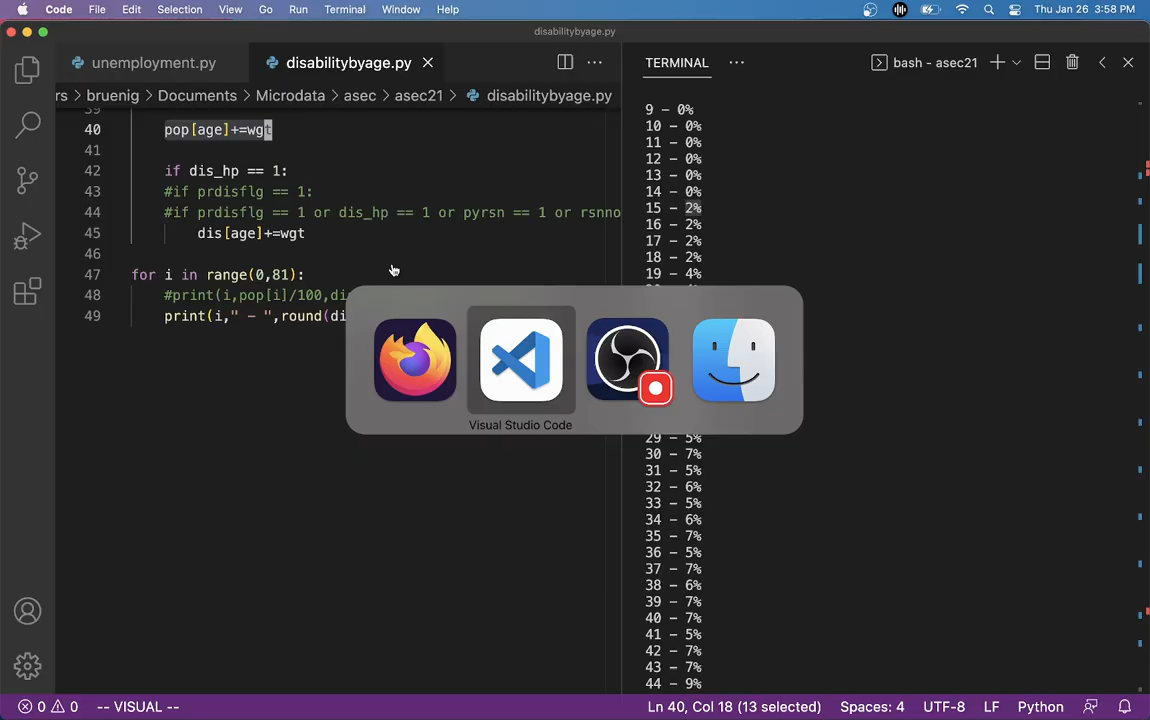 Code File Edit Selection View Go Run Terminal Window Help Thu Jan 26 3:58 PM
disabilitybyage.py
unemployment.py disabilitybyage.py
rs > bruenig > Documents > Microdata > asec > asec21 > disabilitybyage.py
39
40 pop[age]+=wgt
41
42 if dis_hp == 1:
43 #if prdisflg == 1:
44 #if prdisflg == 1 or dis_hp == 1 or pyrsn == 1 or rsnno
45 dis[age]+=wgt
46
47 for i in range(0,81):
48 #print(i,pop[i]/100,di
49 print(i," - ",round(di
Visual Studio Code
TERMINAL
bash - asec21
9 - 0%
10 - 0%
11 - 0%
12 - 0%
13 - 0%
14 - 0%
15 - 2%
16 - 2%
17 - 2%
18 - 2%
19 - 4%
29 - 5%
30 - 7%
31 - 5%
32 - 6%
33 - 5%
34 - 6%
35 - 7%
36 - 5%
37 - 7%
38 - 6%
39 - 7%
40 - 7%
41 - 5%
42 - 7%
43 - 7%
44 - 9%
0 0 -- VISUAL -- Ln 40, Col 18 (13 selected) Spaces: 4 UTF-8 LF Python